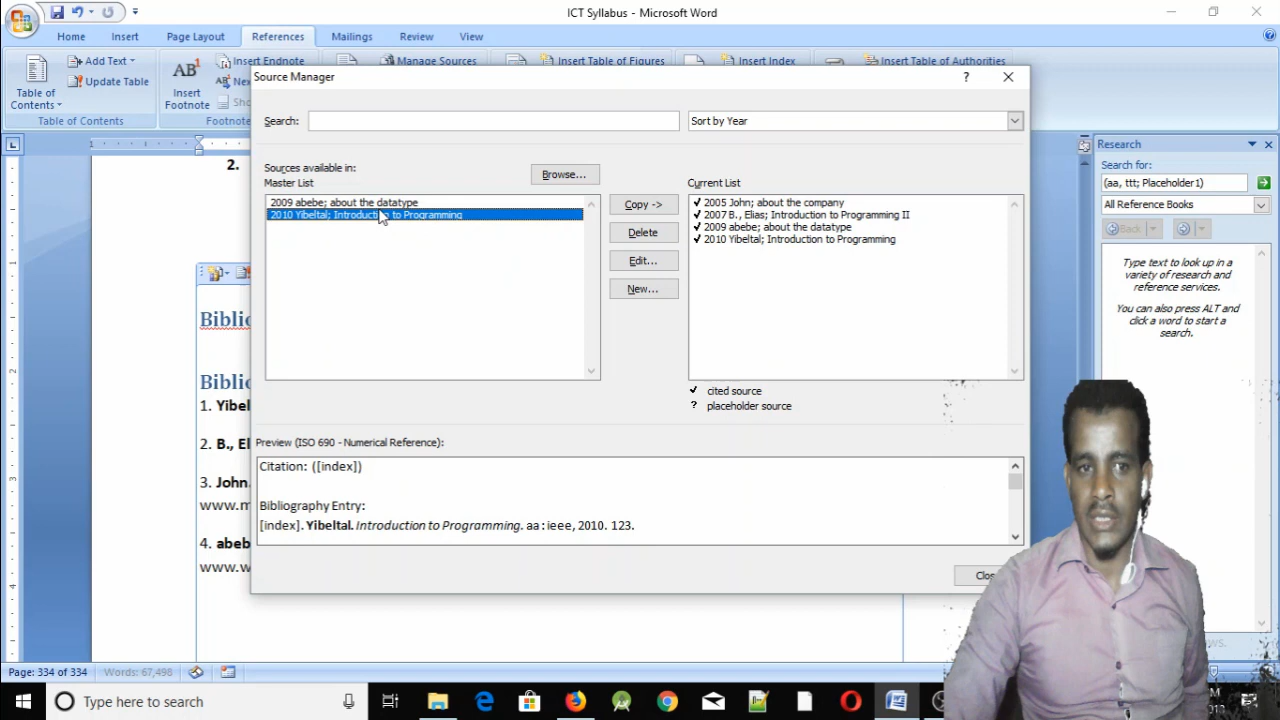 ICT Syllabus - Microsoft Word
Home Insert Page Layout References Mailings Review View
Add Text
Update Table
Table of
Contents
Table of Contents
AB¹
Insert
Footnote
Insert Endnote
Manage Sources
Insert Table of Figures
Insert Index
Insert Table of Authorities
Source Manager
Search:
Sort by Year
Sources available in:
Master List
Browse...
2009 abebe; about the datatype
2010 Yibeltal; Introduction to Programming
Copy ->
Delete
Edit...
New...
Current List
✓ 2005 John; about the company
✓ 2007 B., Elias; Introduction to Programming II
✓ 2009 abebe; about the datatype
✓ 2010 Yibeltal; Introduction to Programming
✓ cited source
? placeholder source
Preview (ISO 690 - Numerical Reference):
Citation: ([index])
Bibliography Entry:
[index]. Yibeltal. Introduction to Programming. aa : ieee, 2010. 123.
2.
1. Yibel
2. B., El
3. John.
www.m
4. abeb
www.w
Research
Search for:
(aa, ttt; Placeholder1)
All Reference Books
Back
Type text to look up in a
variety of research and
reference services.
You can also press ALT and
click a word to start a
search.
Page: 334 of 334
Words: 67,498
Type here to search